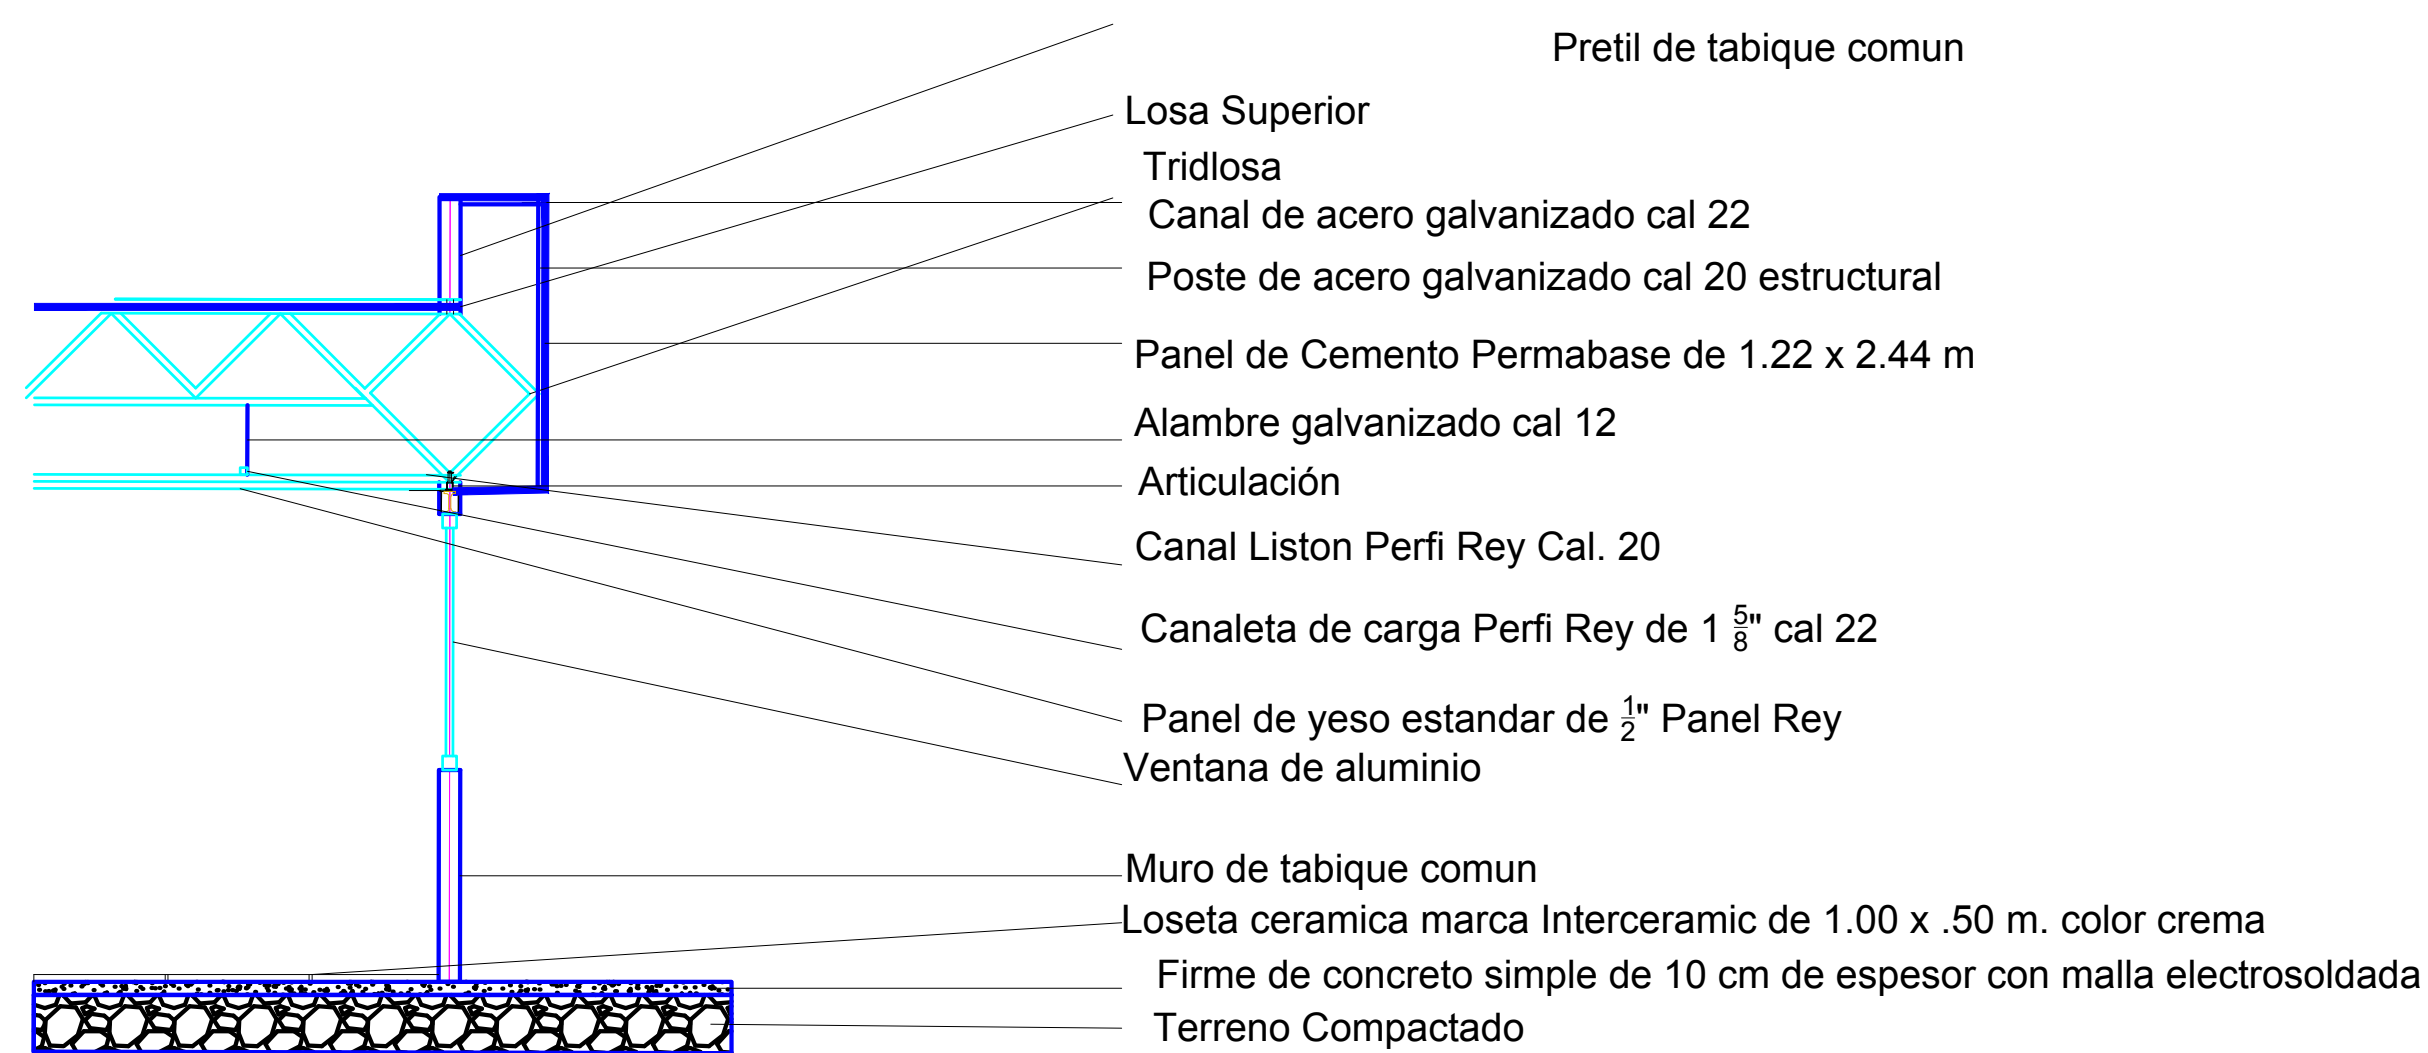 Pretil de tabique comun
Losa Superior
Tridlosa
Canal de acero galvanizado cal 22
Poste de acero galvanizado cal 20 estructural
Panel de Cemento Permabase de 1.22 x 2.44 m
Alambre galvanizado cal 12
Articulación
Canal Liston Perfi Rey Cal. 20
Canaleta de carga Perfi Rey de 1 5/8" cal 22
Panel de yeso estandar de 1/2" Panel Rey
Ventana de aluminio
Muro de tabique comun
Loseta ceramica marca Interceramic de 1.00 x .50 m. color crema
Firme de concreto simple de 10 cm de espesor con malla electrosoldada
Terreno Compactado